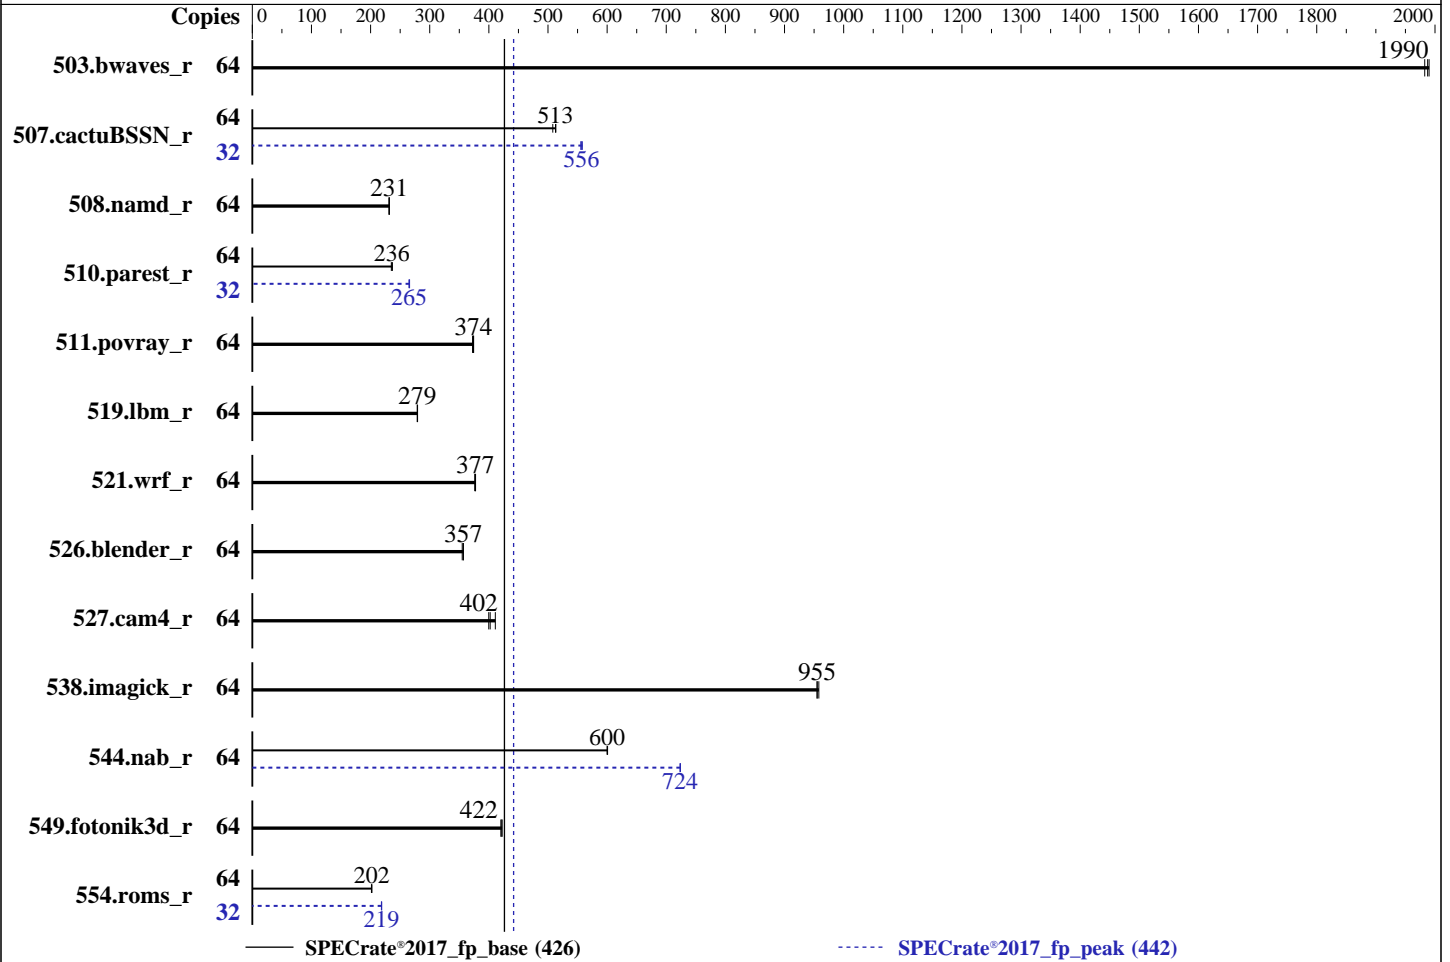 Copies 0 100 200 300 400 500 600 700 800 900 1000 1100 1200 1300 1400 1500 1600 1700 1800 2000
503.bwaves_r 64 1990
507.cactuBSSN_r 64 513
32 556
508.namd_r 64 231
510.parest_r 64 236
32 265
511.povray_r 64 374
519.lbm_r 64 279
521.wrf_r 64 377
526.blender_r 64 357
527.cam4_r 64 402
538.imagick_r 64 955
544.nab_r 64 600
724
549.fotonik3d_r 64 422
554.roms_r 64 202
32 219
SPECrate®2017_fp_base (426) SPECrate®2017_fp_peak (442)